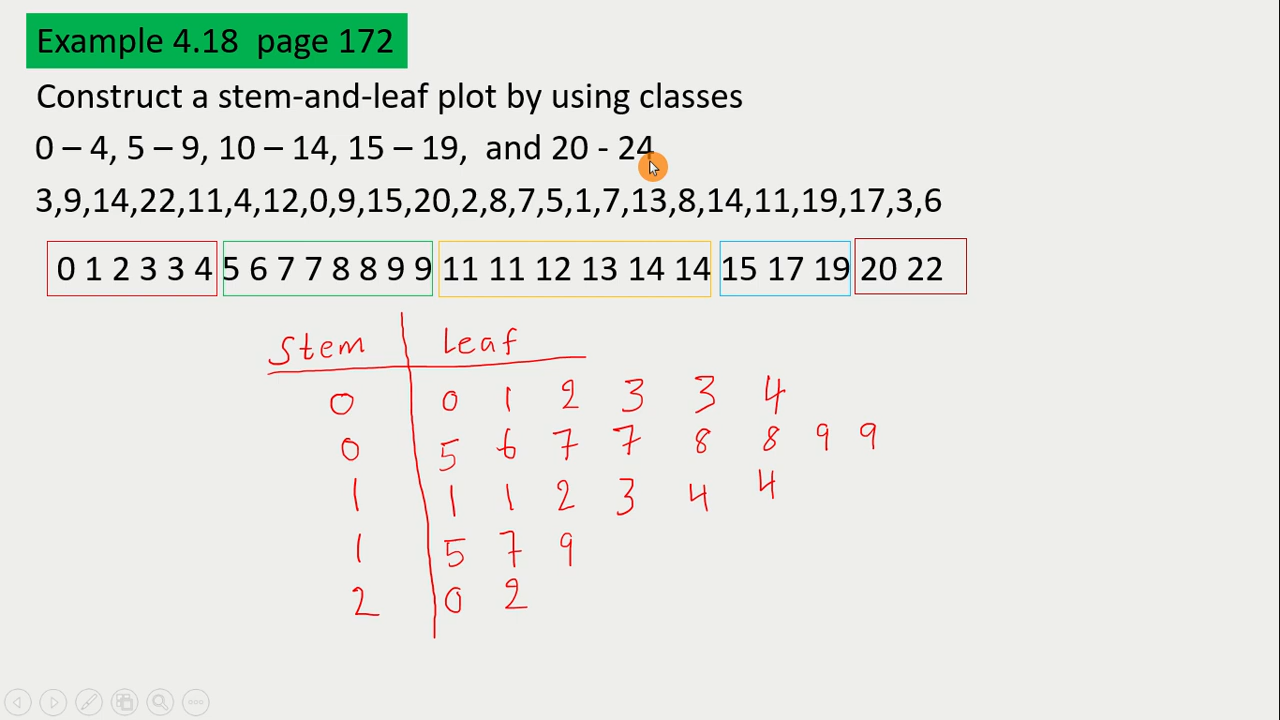 Example 4.18 page 172
Construct a stem-and-leaf plot by using classes
0 – 4, 5 – 9, 10 – 14, 15 – 19, and 20 - 24
3,9,14,22,11,4,12,0,9,15,20,2,8,7,5,1,7,13,8,14,11,19,17,3,6
0 1 2 3 3 4 5 6 7 7 8 8 9 9 11 11 12 13 14 14 15 17 19 20 22
Stem Leaf
0 0 1 2 3 3 4
0 5 6 7 7 8 8 9 9
1 1 1 2 3 4 4
1 5 7 9
2 0 2